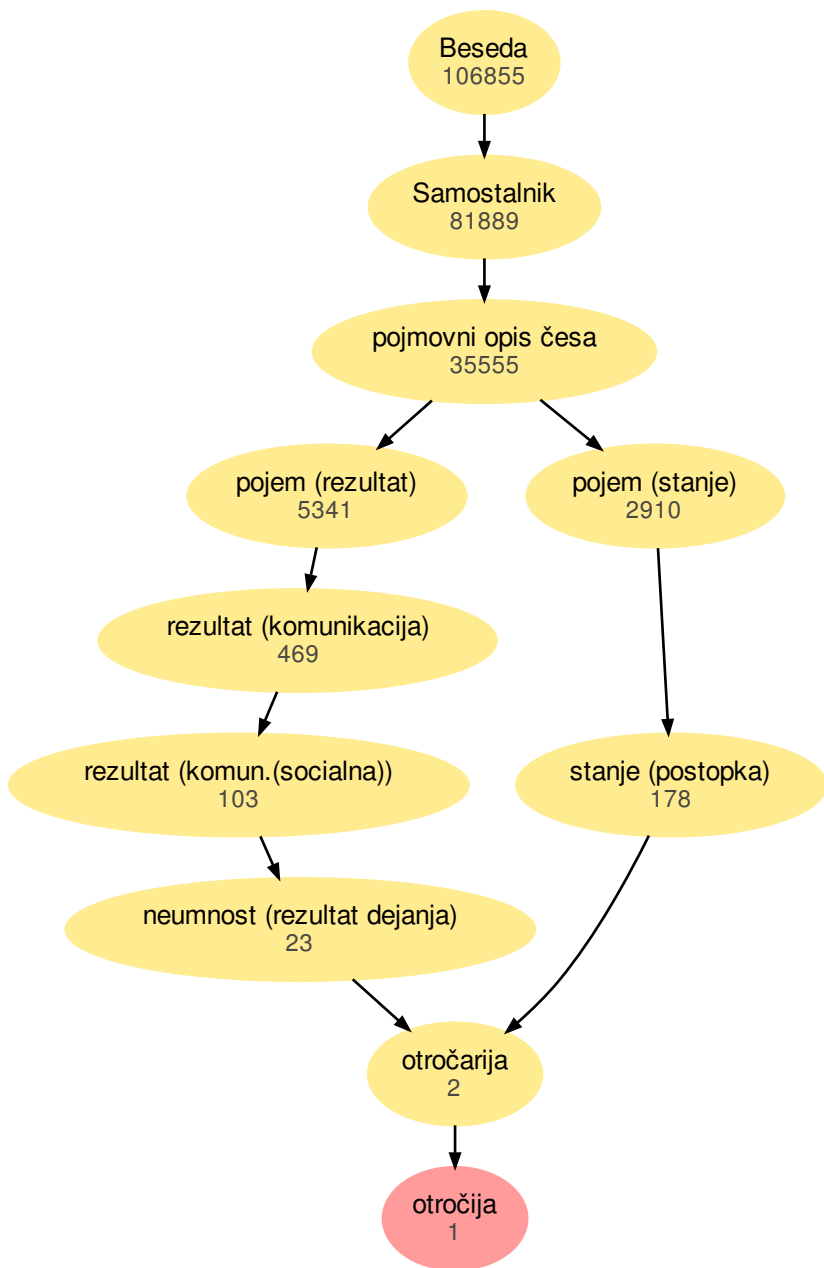 Beseda
106855
Samostalnik
81889
pojmovni opis česa
35555
pojem (rezultat)
5341
pojem (stanje)
2910
rezultat (komunikacija)
469
rezultat (komun.(socialna))
103
stanje (postopka)
178
neumnost (rezultat dejanja)
23
otročarija
2
otročija
1